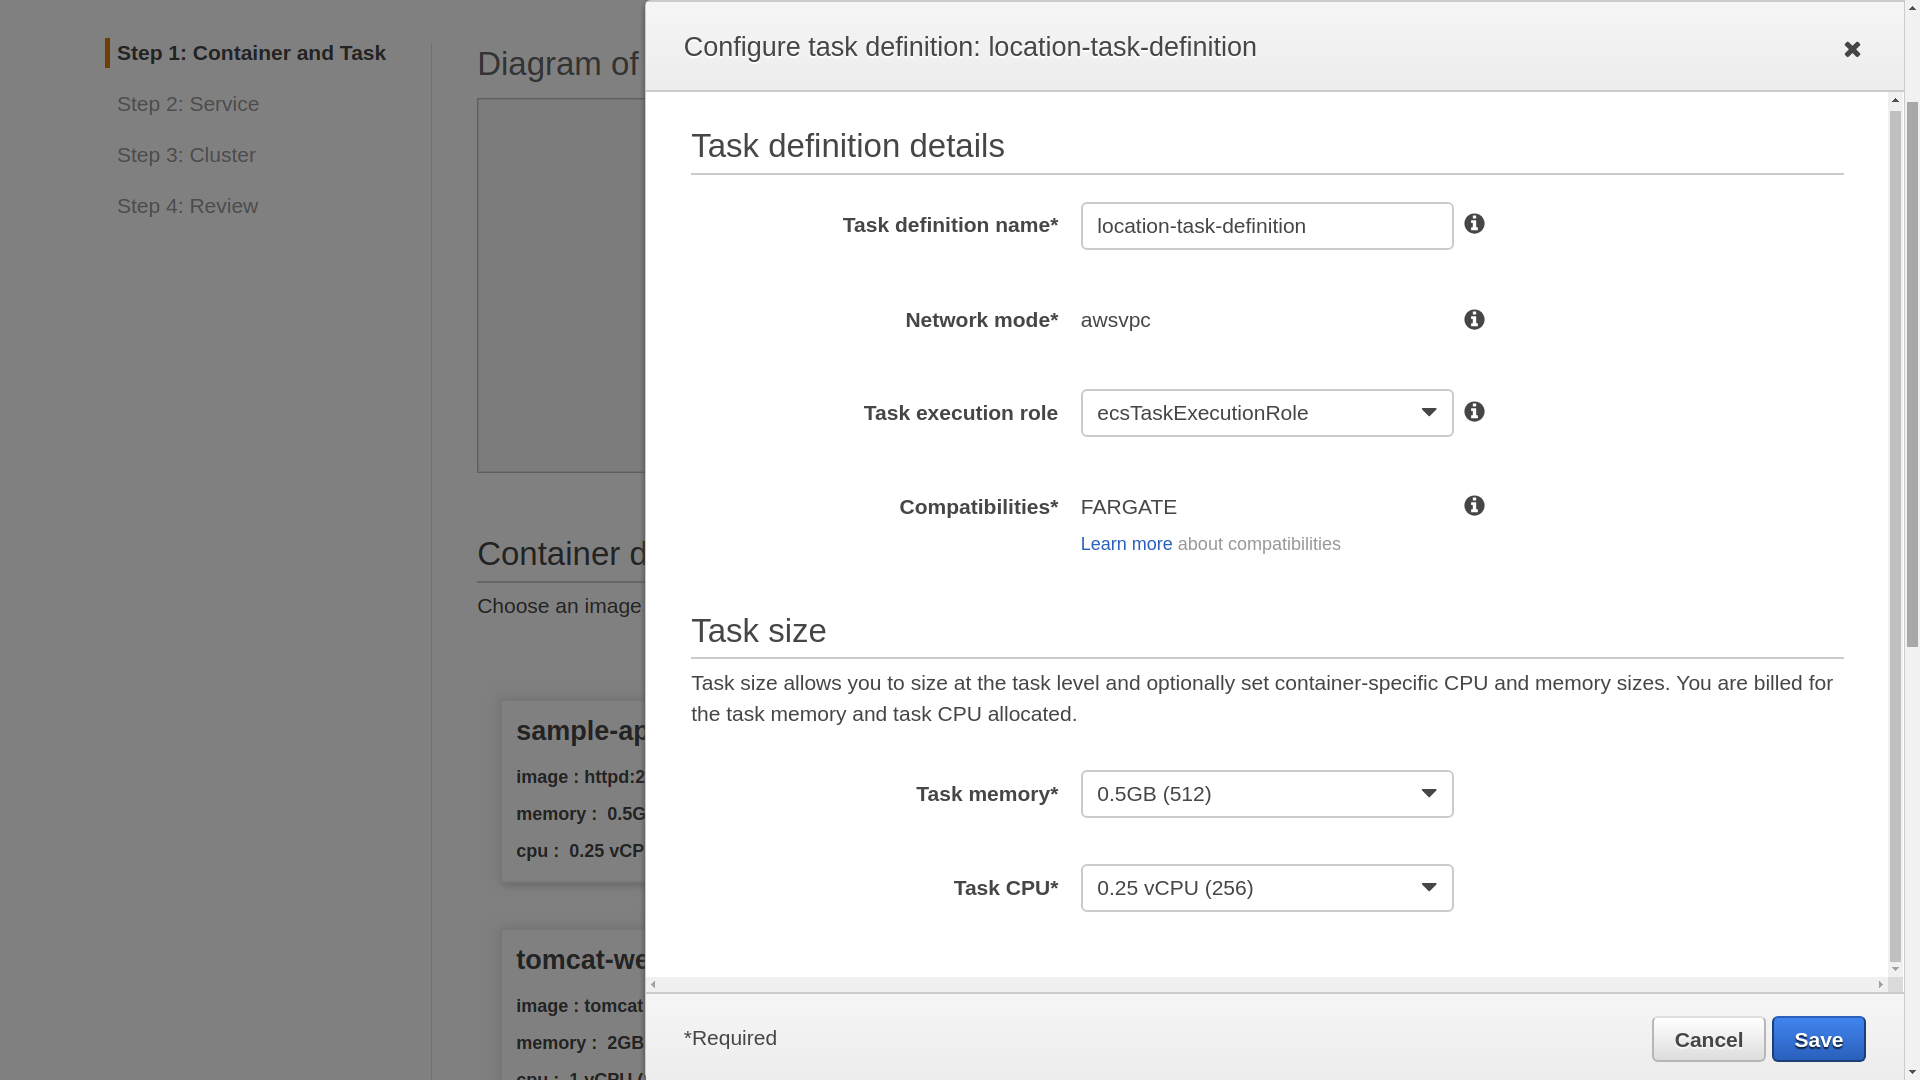 Step 1: Container and Task
Step 2: Service
Step 3: Cluster
Step 4: Review
Diagram of
Container d
Choose an image
sample-ap
image : httpd:2
memory : 0.5G
cpu : 0.25 vCP
tomcat-we
image : tomcat
memory : 2GB
cpu : 1 vCPU (
Configure task definition: location-task-definition
Task definition details
Task definition name* location-task-definition
Network mode* awsvpc
Task execution role ecsTaskExecutionRole
Compatibilities* FARGATE
Learn more about compatibilities
Task size
Task size allows you to size at the task level and optionally set container-specific CPU and memory sizes. You are billed for
the task memory and task CPU allocated.
Task memory* 0.5GB (512)
Task CPU* 0.25 vCPU (256)
*Required
Cancel Save